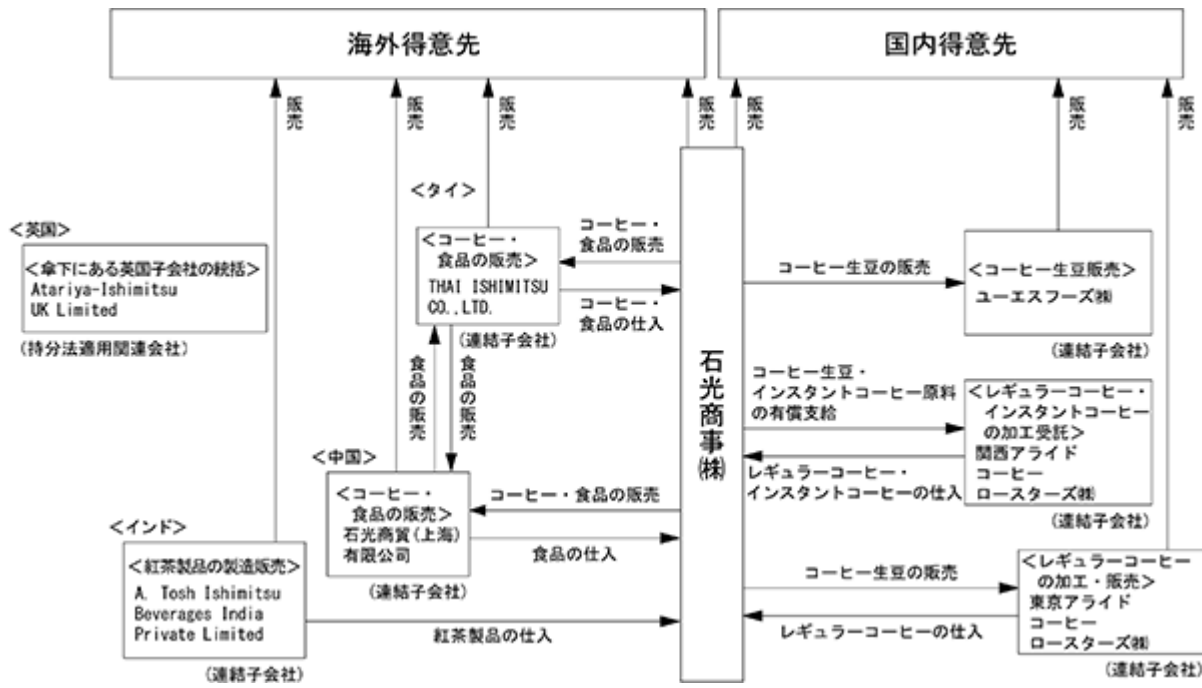 海外得意先
国内得意先
販売
販売
販売
販売
販売
販売
販売
<タイ>
<コーヒー・
食品の販売>
THAI ISHIMITSU
CO.,LTD.
(連結子会社)
コーヒー・
食品の販売
コーヒー・
食品の仕入
<英国>
<傘下にある英国子会社の統括>
Atariya-Ishimitsu
UK Limited
(持分法適用関連会社)
食品の販売
食品の販売
<中国>
<コーヒー・
食品の販売>
石光商貿(上海)
有限公司
(連結子会社)
コーヒー・食品の販売
食品の仕入
<インド>
<紅茶製品の製造販売>
A. Tosh Ishimitsu
Beverages India
Private Limited
(連結子会社)
紅茶製品の仕入
石光商事㈱
コーヒー生豆の販売
<コーヒー生豆販売>
ユーエスフーズ㈱
(連結子会社)
コーヒー生豆・
インスタントコーヒー原料
の有償支給
レギュラーコーヒー・
インスタントコーヒーの仕入
<レギュラーコーヒー・
インスタントコーヒー
の加工受託>
関西アライド
コーヒー
ロースターズ㈱
(連結子会社)
コーヒー生豆の販売
レギュラーコーヒーの仕入
<レギュラーコーヒー
の加工・販売>
東京アライド
コーヒー
ロースターズ㈱
(連結子会社)